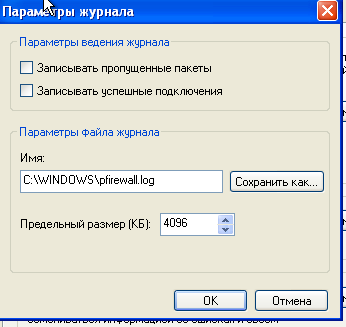 Параметры журнала
Параметры ведения журнала
Записывать пропущенные пакеты
Записывать успешные подключения
Параметры файла журнала
Имя:
C:\WINDOWS\pfirewall.log
Сохранить как...
Предельный размер (КБ):
4096
OK
Отмена